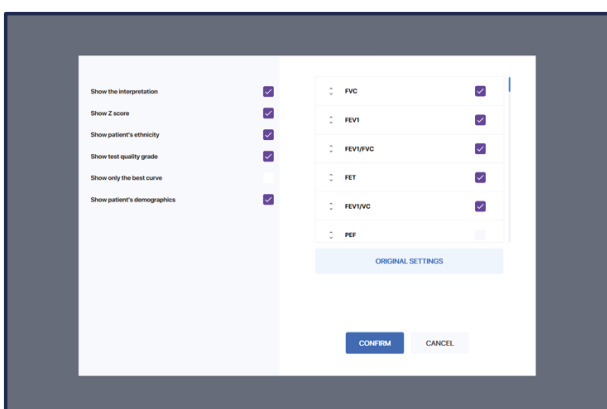 Show the interpretation
Show Z score
Show patient's ethnicity
Show test quality grade
Show only the best curve
Show patient's demographics
FVC
FEV1
FEV1/FVC
FET
FEV1/VC
PEF
ORIGINAL SETTINGS
CONFIRM CANCEL